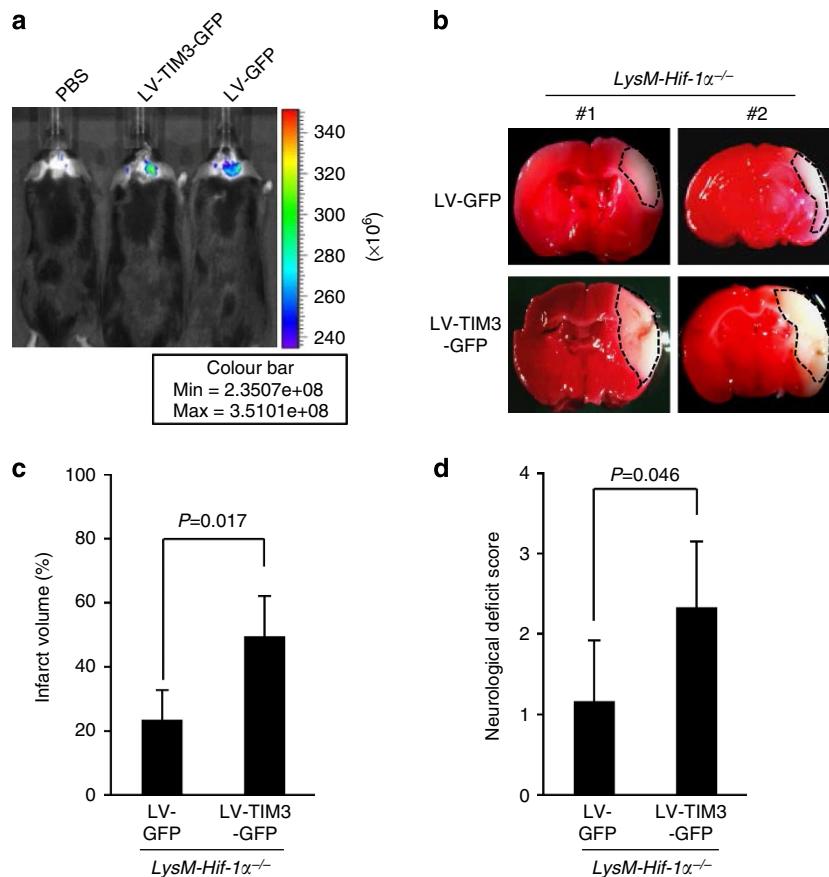 a
PBS
LV-TIM3-GFP
LV-GFP
340
320
300
280
260
240
(×10⁶)
Colour bar
Min = 2.3507e+08
Max = 3.5101e+08
b
LysM-Hif-1α⁻/⁻
#1
#2
LV-GFP
LV-TIM3
-GFP
c
Infarct volume (%)
100
80
60
40
20
0
P=0.017
LV-
GFP
LV-TIM3
-GFP
LysM-Hif-1α⁻/⁻
d
Neurological deficit score
4
3
2
1
0
P=0.046
LV-
GFP
LV-TIM3
-GFP
LysM-Hif-1α⁻/⁻